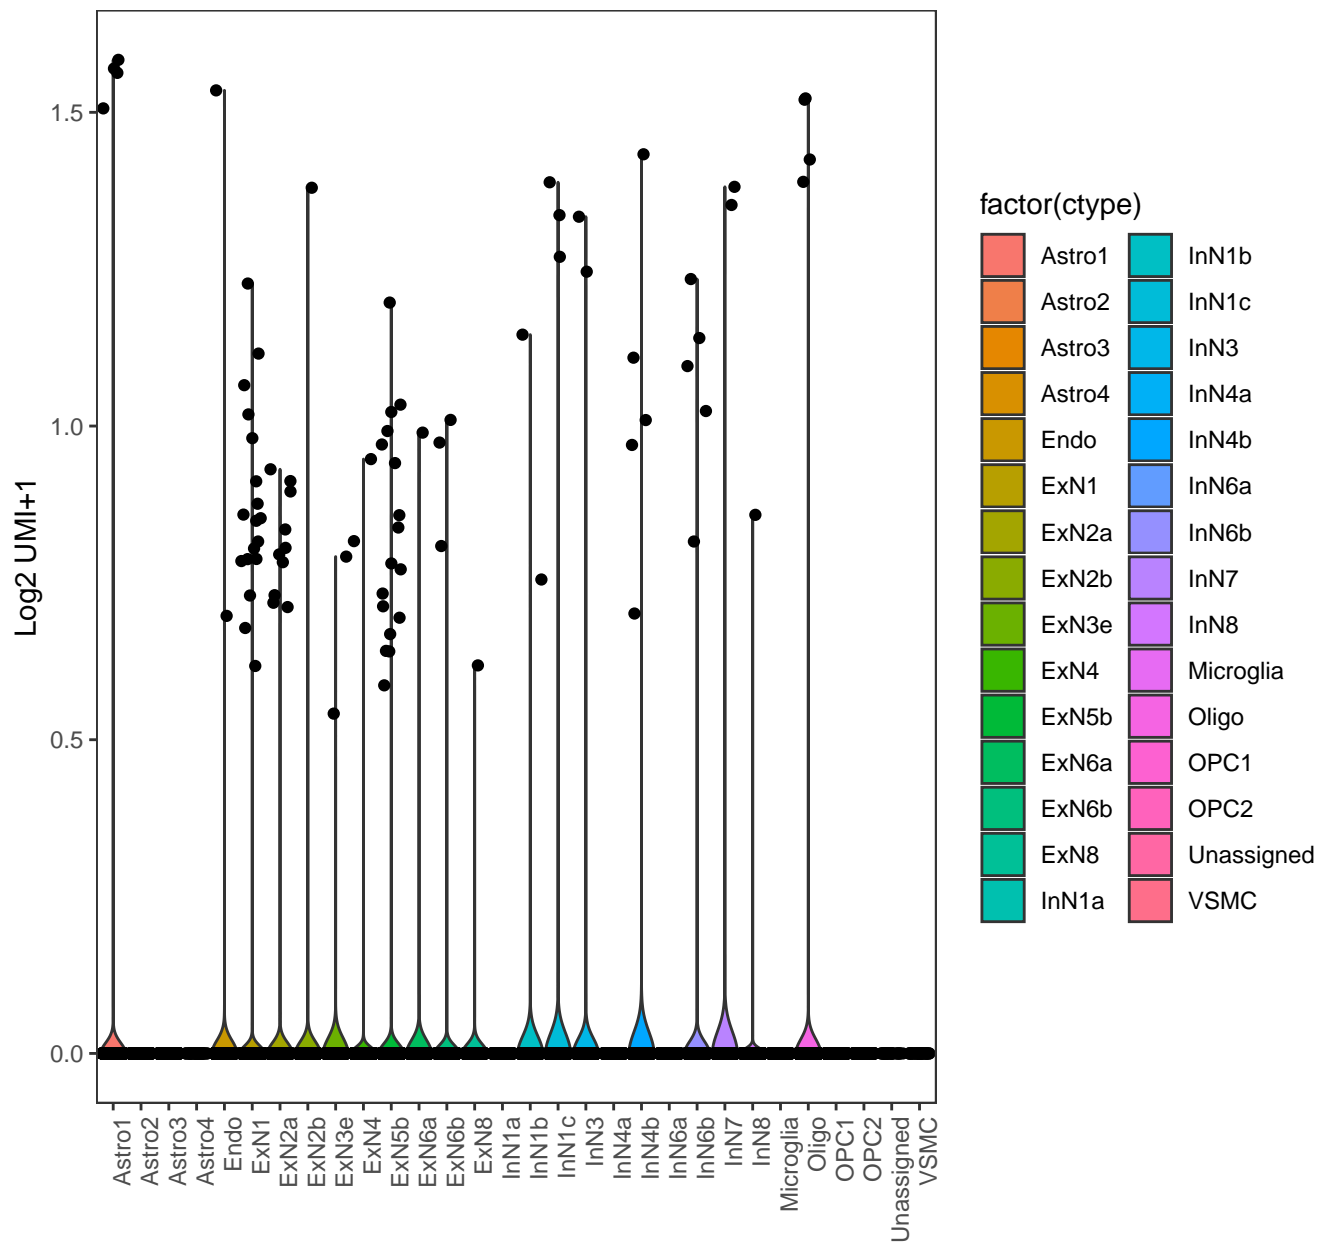 Log2 UMI+1
1.5
1.0
0.5
0.0
Astro1
Astro2
Astro3
Astro4
Endo
ExN1
ExN2a
ExN2b
ExN3e
ExN4
ExN5b
ExN6a
ExN6b
ExN8
InN1a
InN1b
InN1c
InN3
InN4a
InN4b
InN6a
InN6b
InN7
InN8
Microglia
Oligo
OPC1
OPC2
Unassigned
VSMC
factor(ctype)
Astro1
Astro2
Astro3
Astro4
Endo
ExN1
ExN2a
ExN2b
ExN3e
ExN4
ExN5b
ExN6a
ExN6b
ExN8
InN1a
InN1b
InN1c
InN3
InN4a
InN4b
InN6a
InN6b
InN7
InN8
Microglia
Oligo
OPC1
OPC2
Unassigned
VSMC